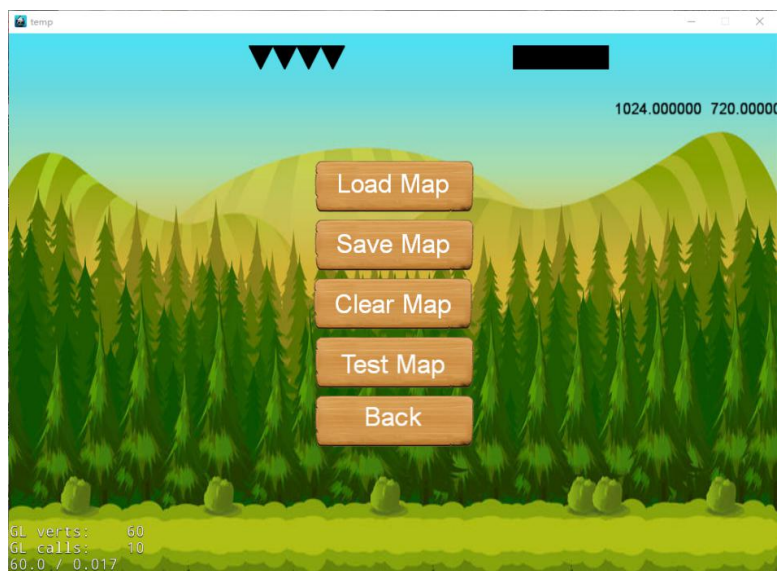 temp
1024.000000 720.00000
Load Map
Save Map
Clear Map
Test Map
Back
GL verts: 60
GL calls: 10
60.0 / 0.017